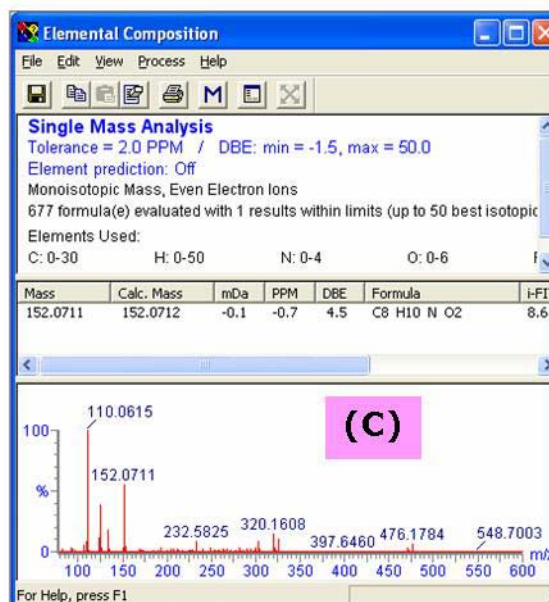 Elemental Composition
File Edit View Process Help
M
Single Mass Analysis
Tolerance = 2.0 PPM / DBE: min = -1.5, max = 50.0
Element prediction: Off
Monoisotopic Mass, Even Electron Ions
677 formula(e) evaluated with 1 results within limits (up to 50 best isotopic
Elements Used:
C: 0-30 H: 0-50 N: 0-4 O: 0-6
Mass Calc. Mass mDa PPM DBE Formula i-FI
152.0711 152.0712 -0.1 -0.7 4.5 C8 H10 N O2 8.6
(C)
110.0615
100
%
152.0711
232.5825 320.1608 397.6460 476.1784 548.7003
0
100 150 200 250 300 350 400 450 500 550 600 m/z
For Help, press F1